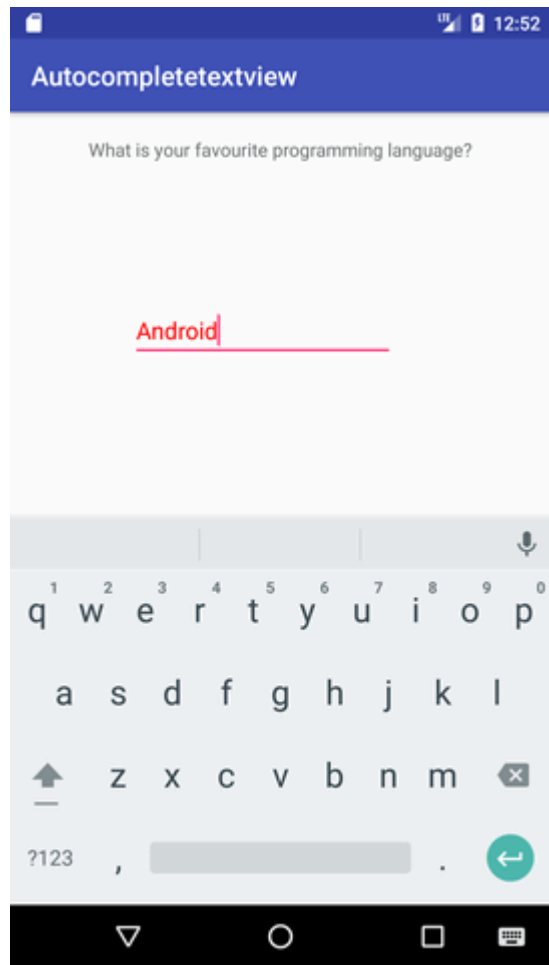 LTE 12:52
Autocompletetextview
What is your favourite programming language?
Android
1 2 3 4 5 6 7 8 9 0
q w e r t y u i o p
a s d f g h j k l
z x c v b n m
?123 , .